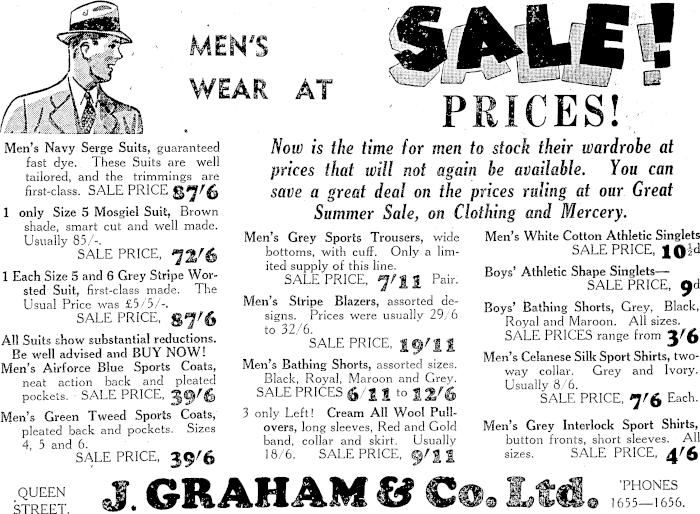 MEN'S
WEAR AT
SALE!
PRICES!
Now is the time for men to stock their wardrobe at
prices that will not again be available. You can
save a great deal on the prices ruling at our Great
Summer Sale, on Clothing and Mercery.
Men's Navy Serge Suits, guaranteed
fast dye. These Suits are well
tailored, and the trimmings are
first-class. SALE PRICE 87'6
1 only Size 5 Mosgiel Suit, Brown
shade, smart cut and well made.
Usually 85/-.
SALE PRICE, 72'6
1 Each Size 5 and 6 Grey Stripe Wor-
sted Suit, first-class made. The
Usual Price was £5/5/-.
SALE PRICE, 87'6
All Suits show substantial reductions.
Be well advised and BUY NOW!
Men's Airforce Blue Sports Coats,
neat action back and pleated
pockets. SALE PRICE, 39'6
Men's Green Tweed Sports Coats,
pleated back and pockets. Sizes
4, 5 and 6.
SALE PRICE, 39'6
Men's Grey Sports Trousers, wide
bottoms, with cuff. Only a lim-
ited supply of this line.
SALE PRICE, 7'11 Pair.
Men's Stripe Blazers, assorted de-
signs. Prices were usually 29/6
to 32/6.
SALE PRICE, 19'11
Men's Bathing Shorts, assorted sizes.
Black, Royal, Maroon and Grey.
SALE PRICES 6/11 to 12'6
3 only Left! Cream All Wool Pull-
overs, long sleeves, Red and Gold
band, collar and skirt. Usually
18/6. SALE PRICE, 9'11
Men's White Cotton Athletic Singlets
SALE PRICE, 10½d
Boys' Athletic Shape Singlets—
SALE PRICE, 9d
Boys' Bathing Shorts, Grey, Black,
Royal and Maroon. All sizes.
SALE PRICES range from 3'6
Men's Celanese Silk Sport Shirts, two-
way collar. Grey and Ivory.
Usually 8/6.
SALE PRICE, 7'6 Each.
Men's Grey Interlock Sport Shirts,
button fronts, short sleeves. All
sizes. SALE PRICE, 4'6
QUEEN
STREET.
J. GRAHAM & Co. Ltd.
'PHONES
1655—1656.